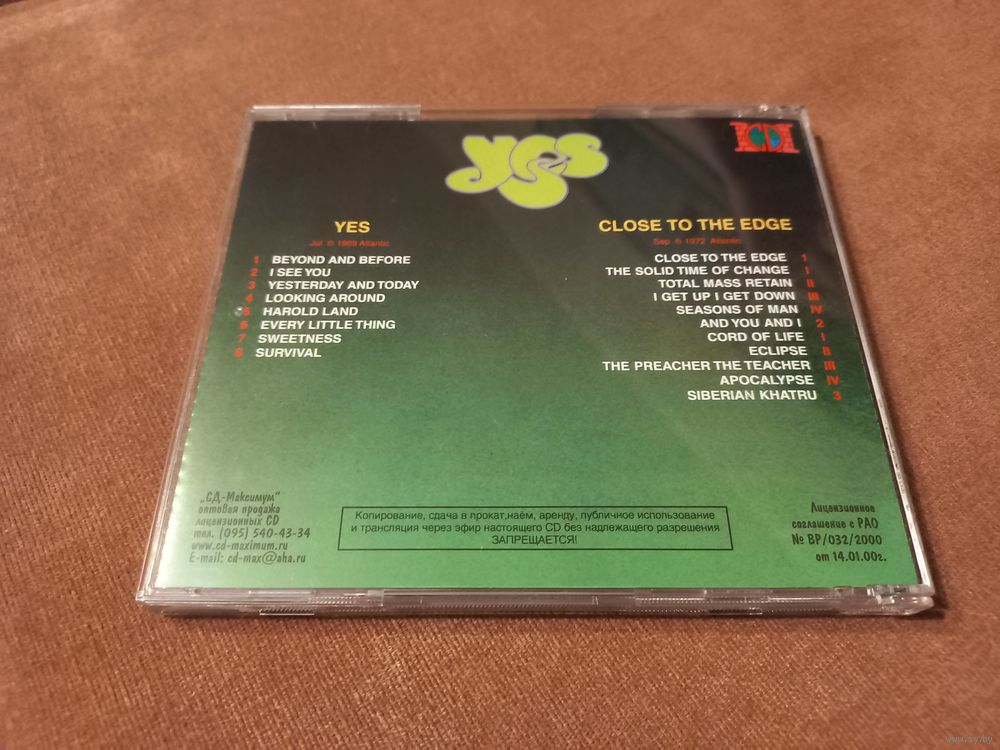 yes
CD
YES
Jul. ℗ 1969 Atlantic
1 BEYOND AND BEFORE
2 I SEE YOU
3 YESTERDAY AND TODAY
4 LOOKING AROUND
5 HAROLD LAND
6 EVERY LITTLE THING
7 SWEETNESS
8 SURVIVAL
CLOSE TO THE EDGE
Sep. ℗ 1972 Atlantic
CLOSE TO THE EDGE 1
THE SOLID TIME OF CHANGE I
TOTAL MASS RETAIN II
I GET UP I GET DOWN III
SEASONS OF MAN IV
AND YOU AND I 2
CORD OF LIFE I
ECLIPSE II
THE PREACHER THE TEACHER III
APOCALYPSE IV
SIBERIAN KHATRU 3
„СД-Максимум"
оптовая продажа
лицензионных CD
тел. (095) 540-43-34
www.cd-maximum.ru
E-mail: cd-max@aha.ru
Копирование, сдача в прокат,наём, аренду, публичное использование
и трансляция через эфир настоящего CD без надлежащего разрешения
ЗАПРЕЩАЕТСЯ!
Лицензионное
соглашение с РАО
№ ВР/032/2000
от 14.01.00г.